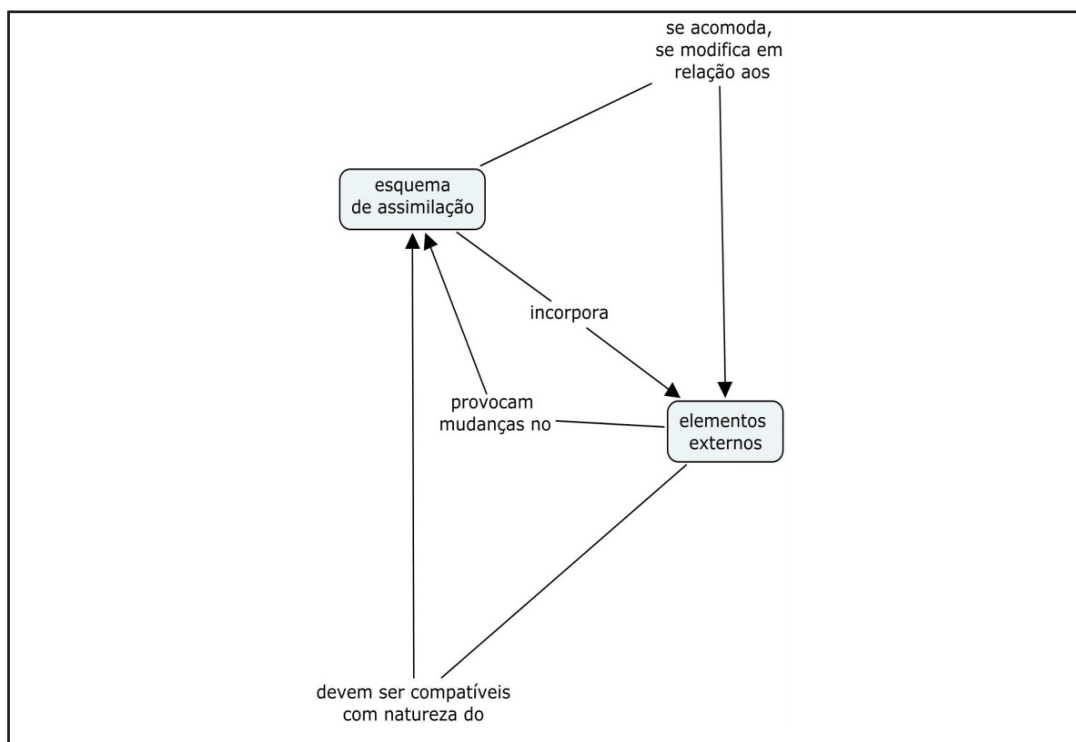 se acomoda,
se modifica em
relação aos
esquema
de assimilação
incorpora
provocam
mudanças no
elementos
externos
devem ser compatíveis
com natureza do